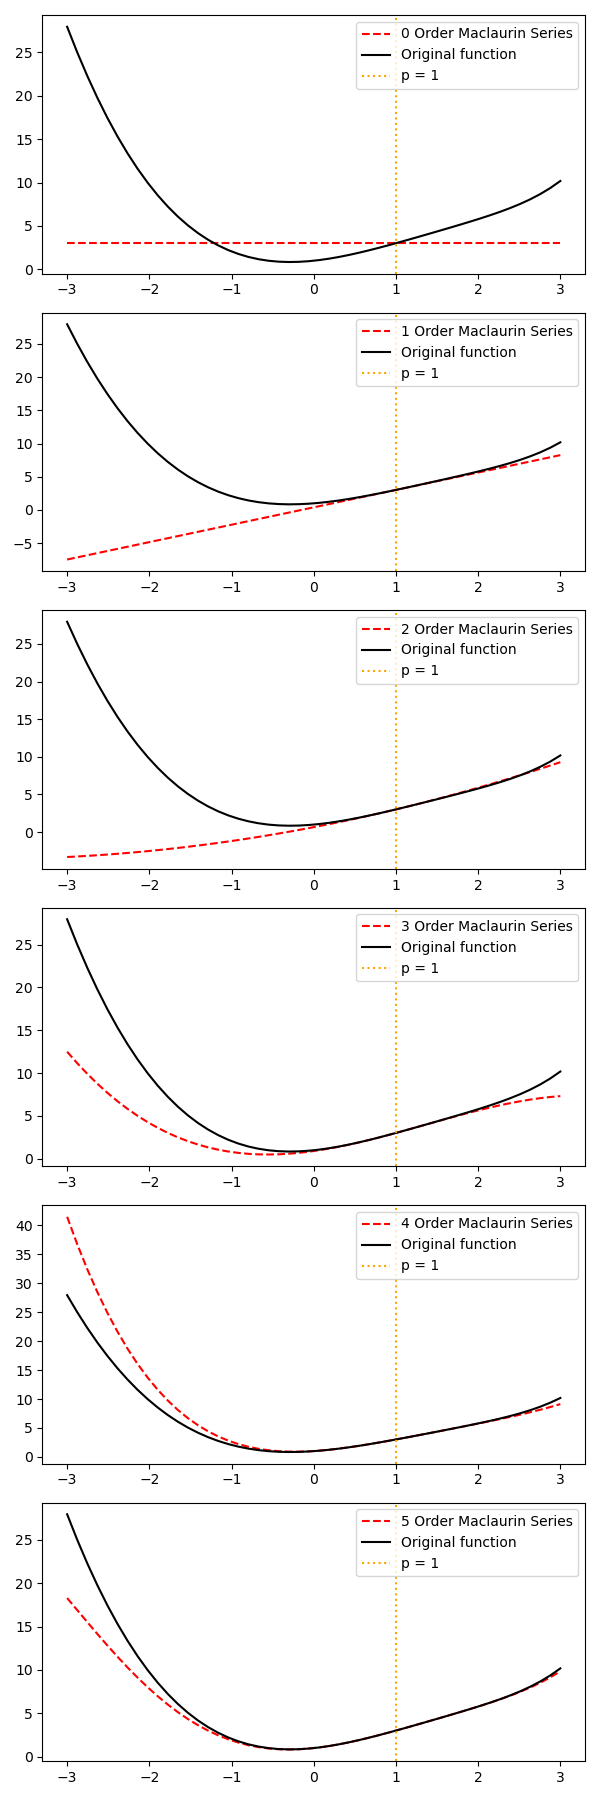 0 Order Maclaurin Series
Original function
p = 1
25
20
15
10
5
0
−3 −2 −1 0 1 2 3
1 Order Maclaurin Series
Original function
p = 1
25
20
15
10
5
0
−5
−3 −2 −1 0 1 2 3
2 Order Maclaurin Series
Original function
p = 1
25
20
15
10
5
0
−3 −2 −1 0 1 2 3
3 Order Maclaurin Series
Original function
p = 1
25
20
15
10
5
0
−3 −2 −1 0 1 2 3
4 Order Maclaurin Series
Original function
p = 1
40
35
30
25
20
15
10
5
0
−3 −2 −1 0 1 2 3
5 Order Maclaurin Series
Original function
p = 1
25
20
15
10
5
0
−3 −2 −1 0 1 2 3